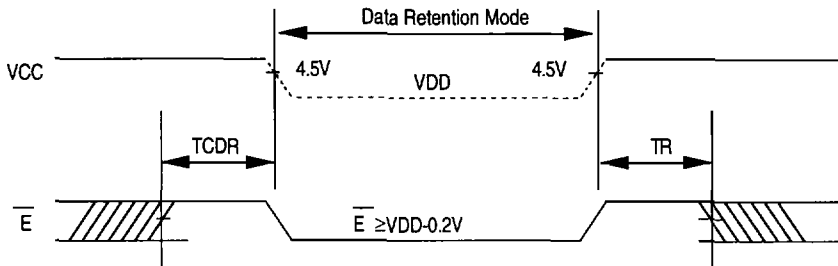 Data Retention Mode
VCC
4.5V
VDD
4.5V
TCDR
TR
E̅
E̅ ≥VDD-0.2V